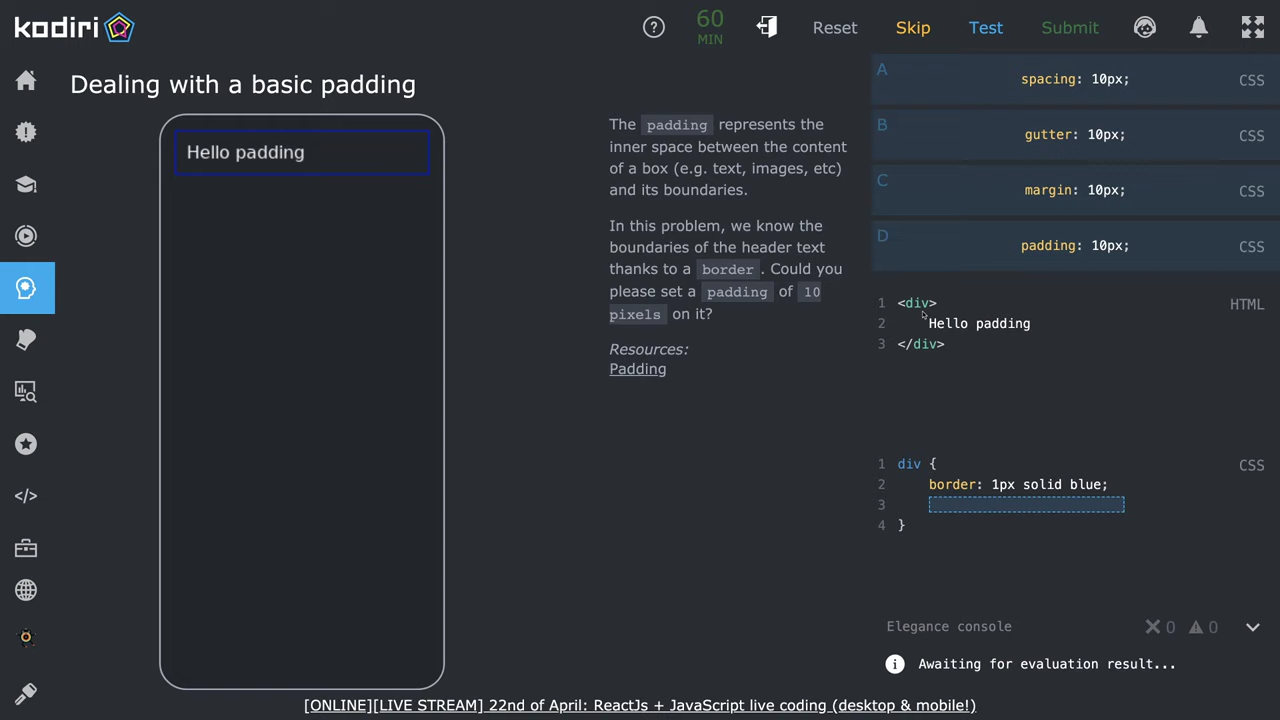 kodiri
60
MIN
Reset
Skip
Test
Submit
Dealing with a basic padding
Hello padding
The padding represents the
inner space between the content
of a box (e.g. text, images, etc)
and its boundaries.
In this problem, we know the
boundaries of the header text
thanks to a border . Could you
please set a padding of 10
pixels on it?
Resources:
Padding
A
spacing: 10px;
CSS
B
gutter: 10px;
CSS
C
margin: 10px;
CSS
D
padding: 10px;
CSS
1 <div>
HTML
2 Hello padding
3 </div>
1 div {
CSS
2 border: 1px solid blue;
3
4 }
Elegance console
0
0
Awaiting for evaluation result...
[ONLINE][LIVE STREAM] 22nd of April: ReactJs + JavaScript live coding (desktop & mobile!)